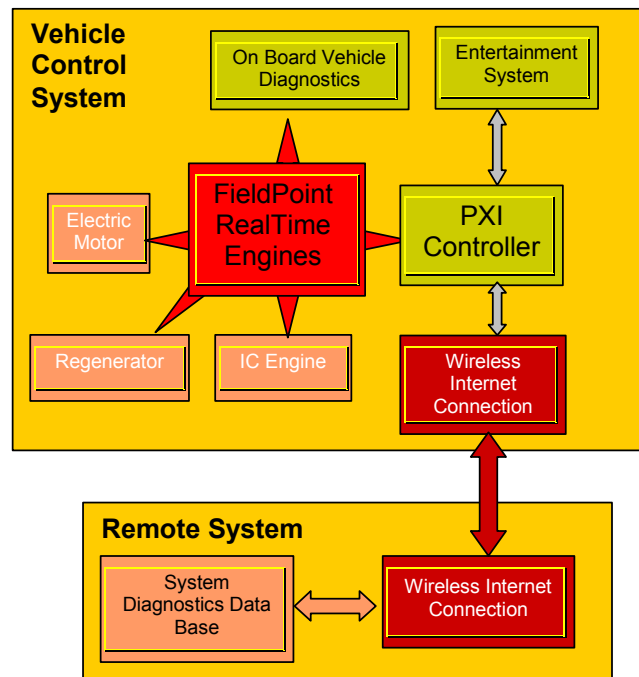 Vehicle
Control
System
On Board Vehicle
Diagnostics
Entertainment
System
FieldPoint
RealTime
Engines
Electric
Motor
PXI
Controller
Regenerator
IC Engine
Wireless
Internet
Connection
Remote System
System
Diagnostics Data
Base
Wireless Internet
Connection